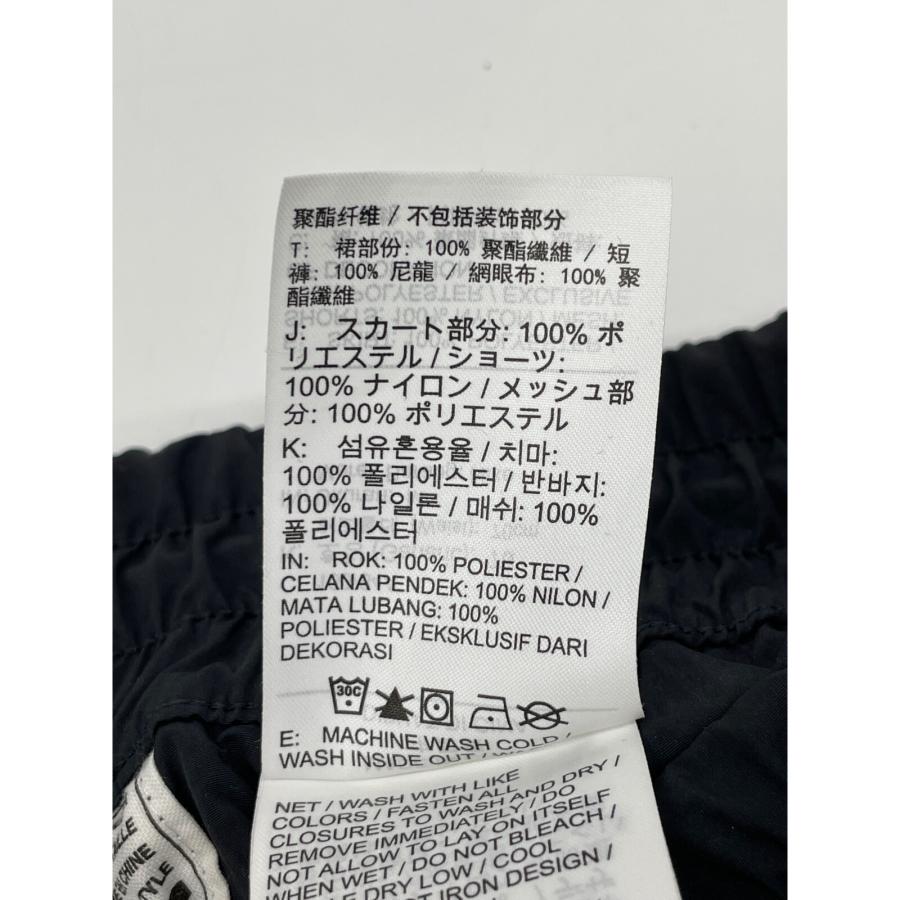 聚酯纤维 / 不包括装饰部分
T: 裙部份: 100% 聚酯纖維 / 短
褲: 100% 尼龍 / 網眼布: 100% 聚
酯纖維
J: スカート部分: 100% ポ
リエステル / ショーツ:
100% ナイロン / メッシュ部
分: 100% ポリエステル
K: 섬유혼용율 / 치마:
100% 폴리에스터 / 반바지:
100% 나일론 / 매쉬: 100%
폴리에스터
IN: ROK: 100% POLIESTER /
CELANA PENDEK: 100% NILON /
MATA LUBANG: 100%
POLIESTER / EKSKLUSIF DARI
DEKORASI
30C
E: MACHINE WASH COLD /
WASH INSIDE OUT / WASH IN
NET / WASH WITH LIKE
COLORS / FASTEN ALL
CLOSURES TO WASH AND DRY /
REMOVE IMMEDIATELY / DO
NOT ALLOW TO LAY ON ITSELF
WHEN WET / DO NOT BLEACH /
DRY LOW / COOL
IRON DESIGN /
STYLE